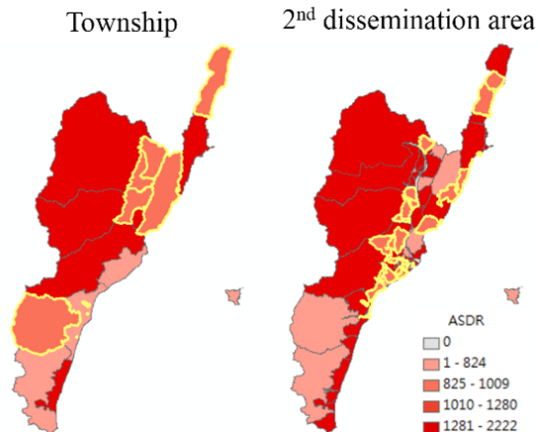 Township
2nd dissemination area
ASDR
0
1 - 824
825 - 1009
1010 - 1280
1281 - 2222